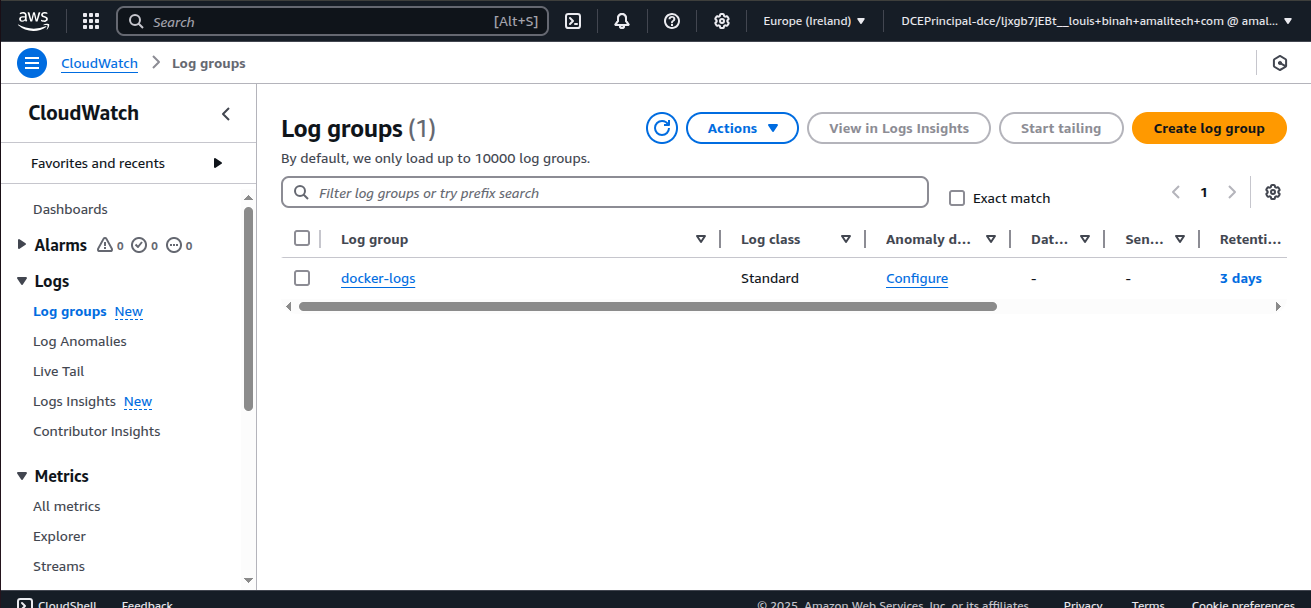 aws
Search [Alt+S]
Europe (Ireland)
DCEPrincipal-dce/ljxgb7jEBt__louis+binah+amalitech+com @ amal...
CloudWatch
Log groups
CloudWatch
Favorites and recents
Dashboards
Alarms 0 0 0
Logs
Log groups New
Log Anomalies
Live Tail
Logs Insights New
Contributor Insights
Metrics
All metrics
Explorer
Streams
Log groups (1)
Actions
View in Logs Insights
Start tailing
Create log group
By default, we only load up to 10000 log groups.
Filter log groups or try prefix search
Exact match
1
Log group Log class Anomaly d... Dat... Sen... Retenti...
docker-logs Standard Configure - - 3 days
CloudShell Feedback © 2025, Amazon Web Services, Inc. or its affiliates. Privacy Terms Cookie preferences